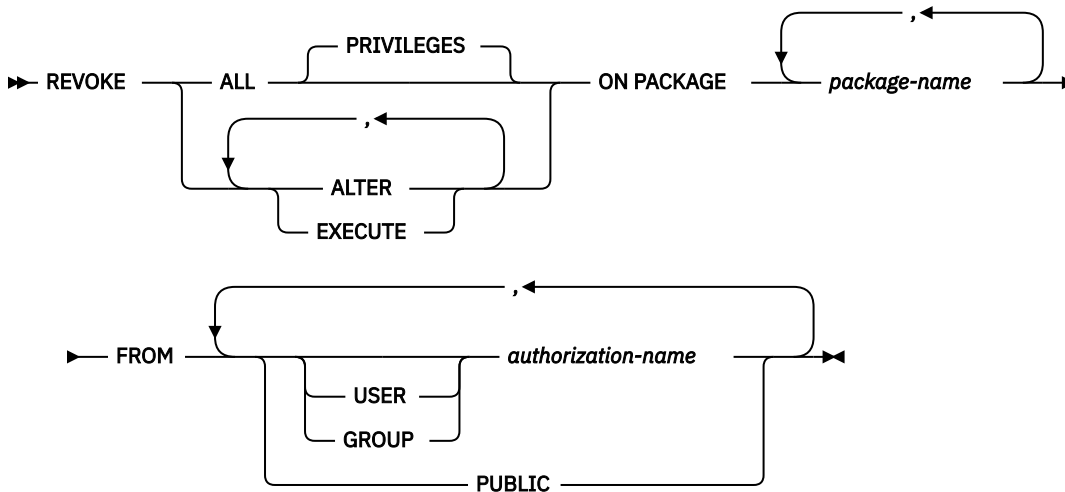 ,
PRIVILEGES
REVOKE ALL ON PACKAGE package-name
,
ALTER
EXECUTE
,
FROM authorization-name
USER
GROUP
PUBLIC